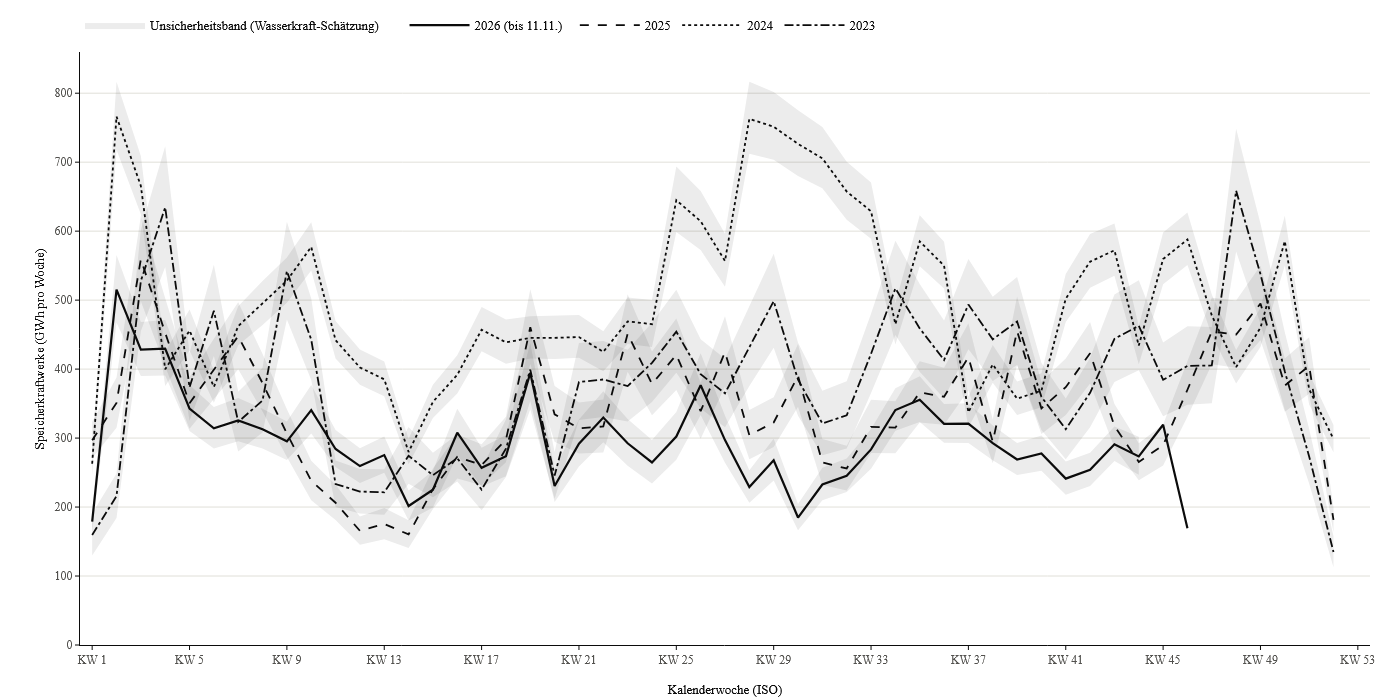 Unsicherheitsband (Wasserkraft-Schätzung) 2026 (bis 11.11.) 2025 2024 2023
800
700
600
500
400
300
200
100
0
Speicherkraftwerke (GWh pro Woche)
KW 1 KW 5 KW 9 KW 13 KW 17 KW 21 KW 25 KW 29 KW 33 KW 37 KW 41 KW 45 KW 49 KW 53
Kalenderwoche (ISO)